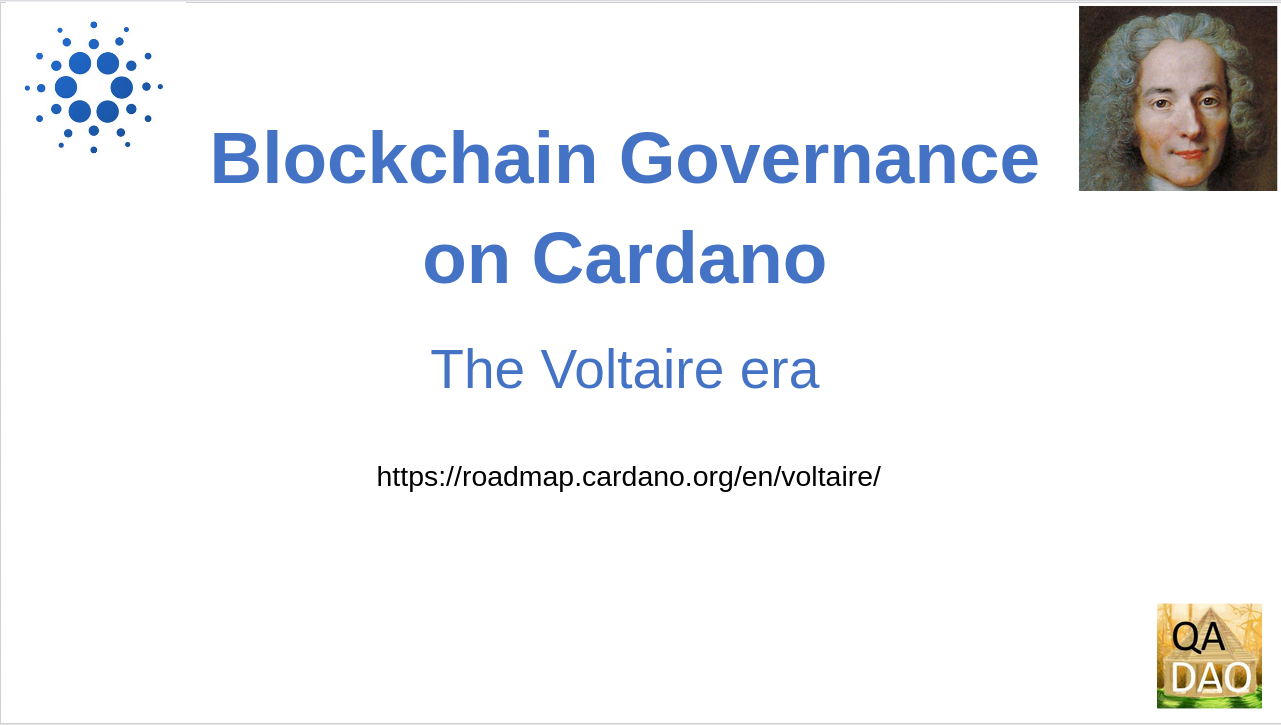 Blockchain Governance
on Cardano
The Voltaire era
https://roadmap.cardano.org/en/voltaire/
QA
DAO